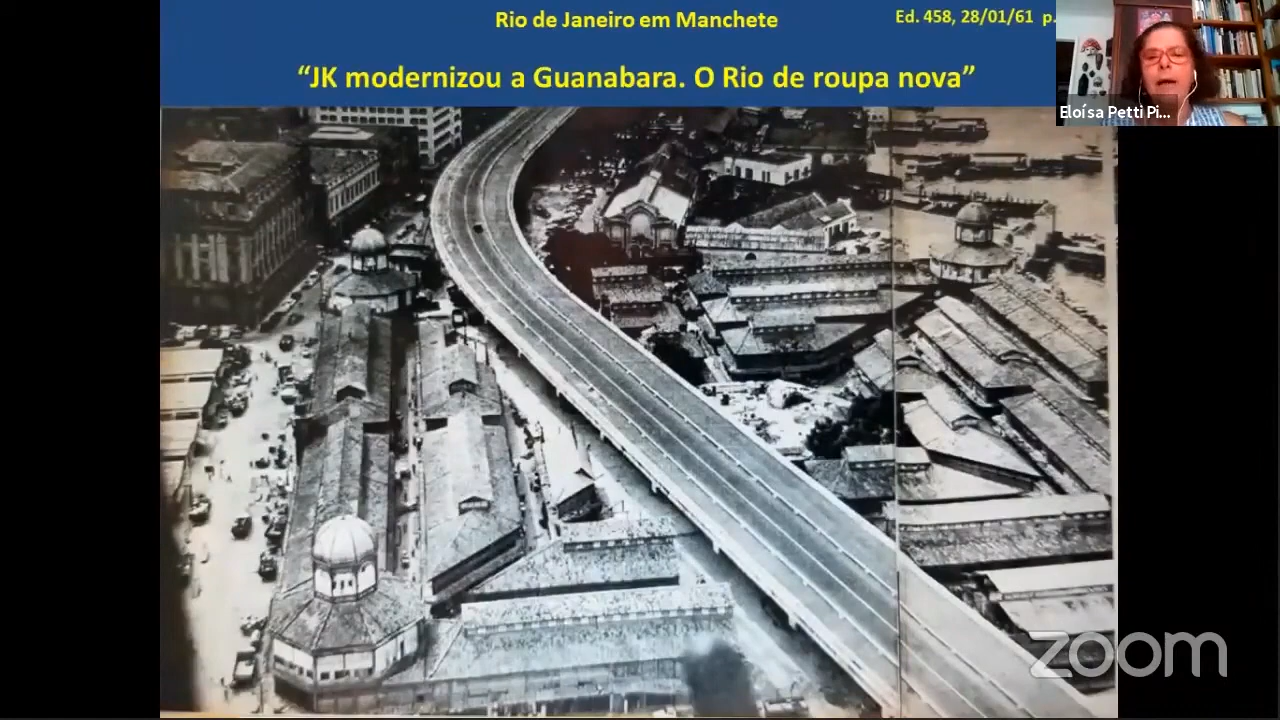 Rio de Janeiro em Manchete
Ed. 458, 28/01/61 p.
“JK modernizou a Guanabara. O Rio de roupa nova”
Eloísa Petti Pi...
zoom